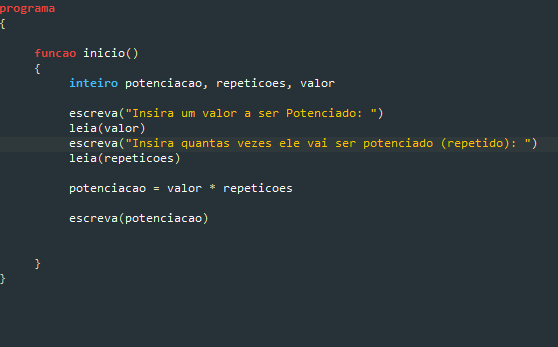 programa
{
funcao inicio()
{
inteiro potenciacao, repeticoes, valor
escreva("Insira um valor a ser Potenciado: ")
leia(valor)
escreva("Insira quantas vezes ele vai ser potenciado (repetido): ")
leia(repeticoes)
potenciacao = valor * repeticoes
escreva(potenciacao)
}
}